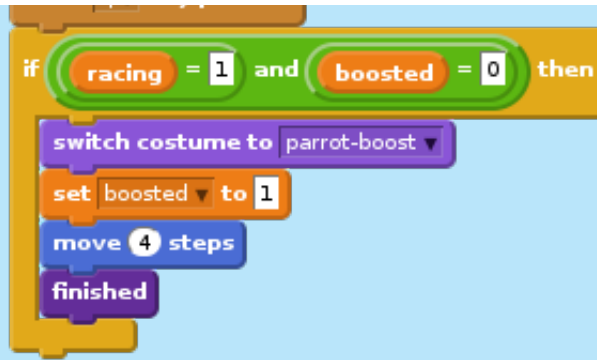 if racing = 1 and boosted = 0 then
switch costume to parrot-boost
set boosted to 1
move 4 steps
finished